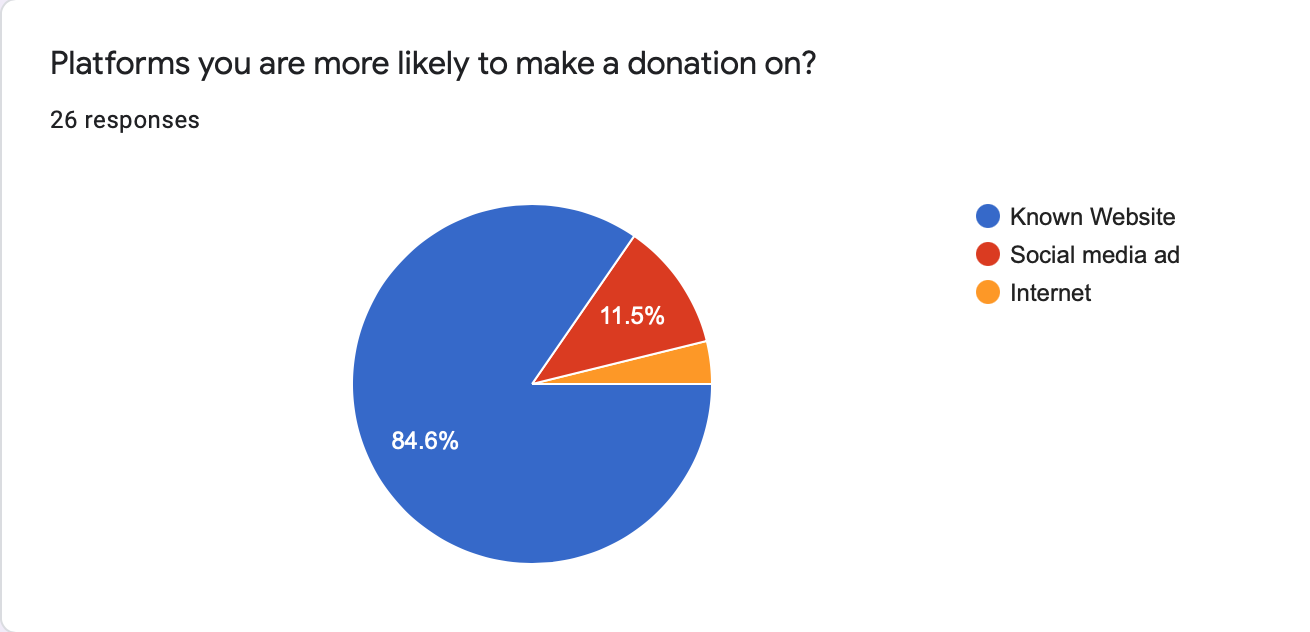 Platforms you are more likely to make a donation on?
26 responses
Known Website
Social media ad
Internet
11.5%
84.6%